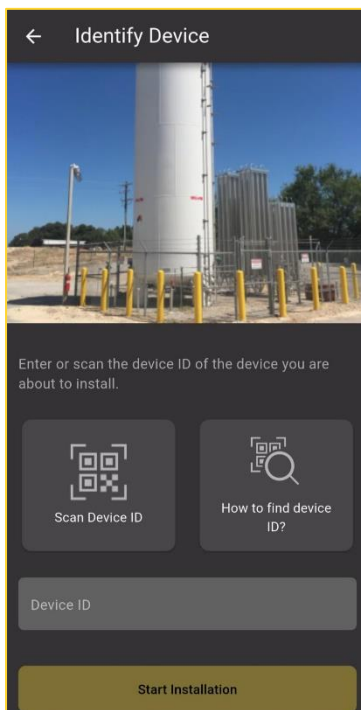 Identify Device
Enter or scan the device ID of the device you are
about to install.
Scan Device ID
How to find device
ID?
Device ID
Start Installation